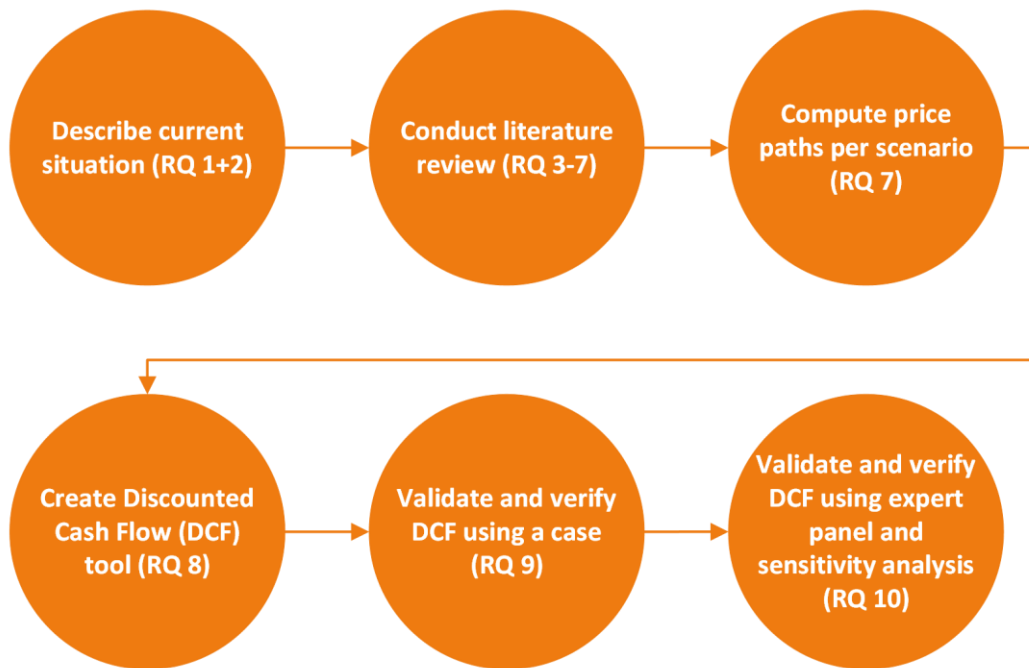 Describe current
situation (RQ 1+2)
Conduct literature
review (RQ 3-7)
Compute price
paths per scenario
(RQ 7)
Create Discounted
Cash Flow (DCF)
tool (RQ 8)
Validate and verify
DCF using a case
(RQ 9)
Validate and verify
DCF using expert
panel and
sensitivity analysis
(RQ 10)